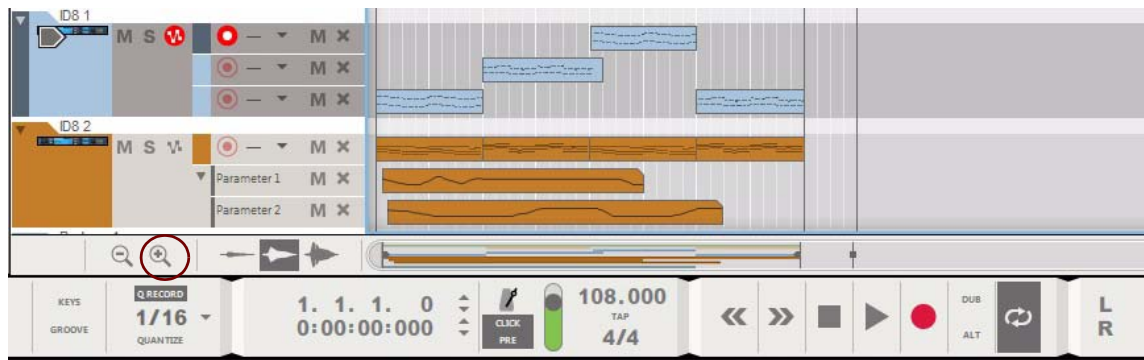 ID8 1
M S M ×
M ×
M ×
ID8 2
M S M ×
Parameter 1 M ×
Parameter 2 M ×
KEYS
GROOVE
Q RECORD
1/16
QUANTIZE
1. 1. 1. 0
0:00:00:000
CLICK
PRE
108.000
TAP
4/4
DUB
ALT
L
R